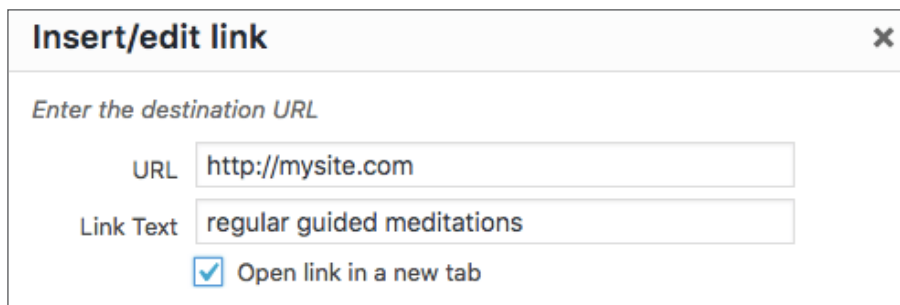 Insert/edit link
Enter the destination URL
URL http://mysite.com
Link Text regular guided meditations
Open link in a new tab